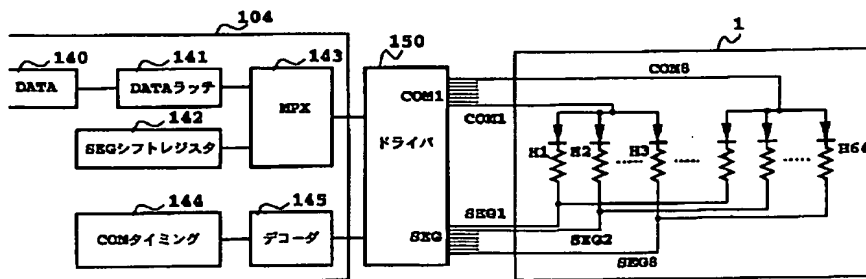 104
140
DATA
141
DATAラッチ
142
SEGシフトレジスタ
143
MPX
144
COMタイミング
145
デコーダ
150
COM1
ドライバ
SEG
1
COM8
COM1
H1
H2
H3
......
......
......
H64
SEG1
SEG2
SEG8